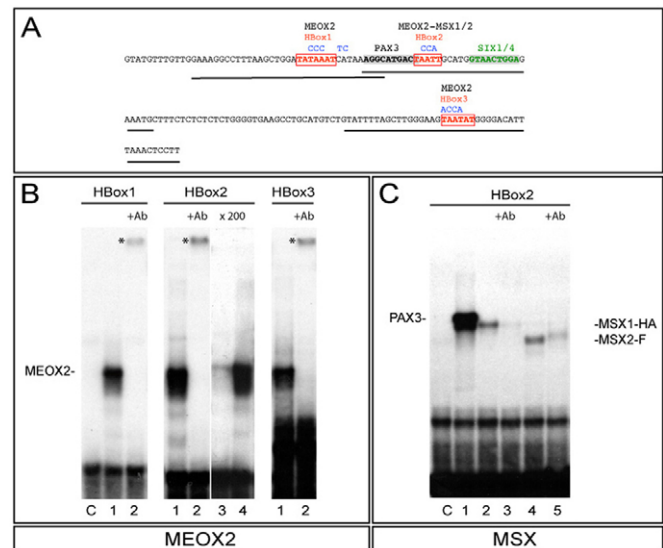 A
MEOX2 MEOX2-MSX1/2
HBox1 PAX3 HBox2 SIX1/4
CCC TC CCA
GTATGTTTGTTGGAAAGGCCTTTAAGCTGGATATAAATCATAAAGGCATGACTAATTGCATGGTAACTGGAG
MEOX2
HBox3
ACCA
AAATGCTTTCTCTCTCTCTGGGGTGAAGCCTGCATGTCTGTATTTTAGCTTGGGAAGTAATATGGGGACATT
TAAACTCCTT
B
HBox1 HBox2 HBox3
+Ab +Ab x 200 +Ab
* * *
MEOX2-
C 1 2 1 2 3 4 1 2
MEOX2
C
HBox2
+Ab +Ab
PAX3- -MSX1-HA
-MSX2-F
C 1 2 3 4 5
MSX